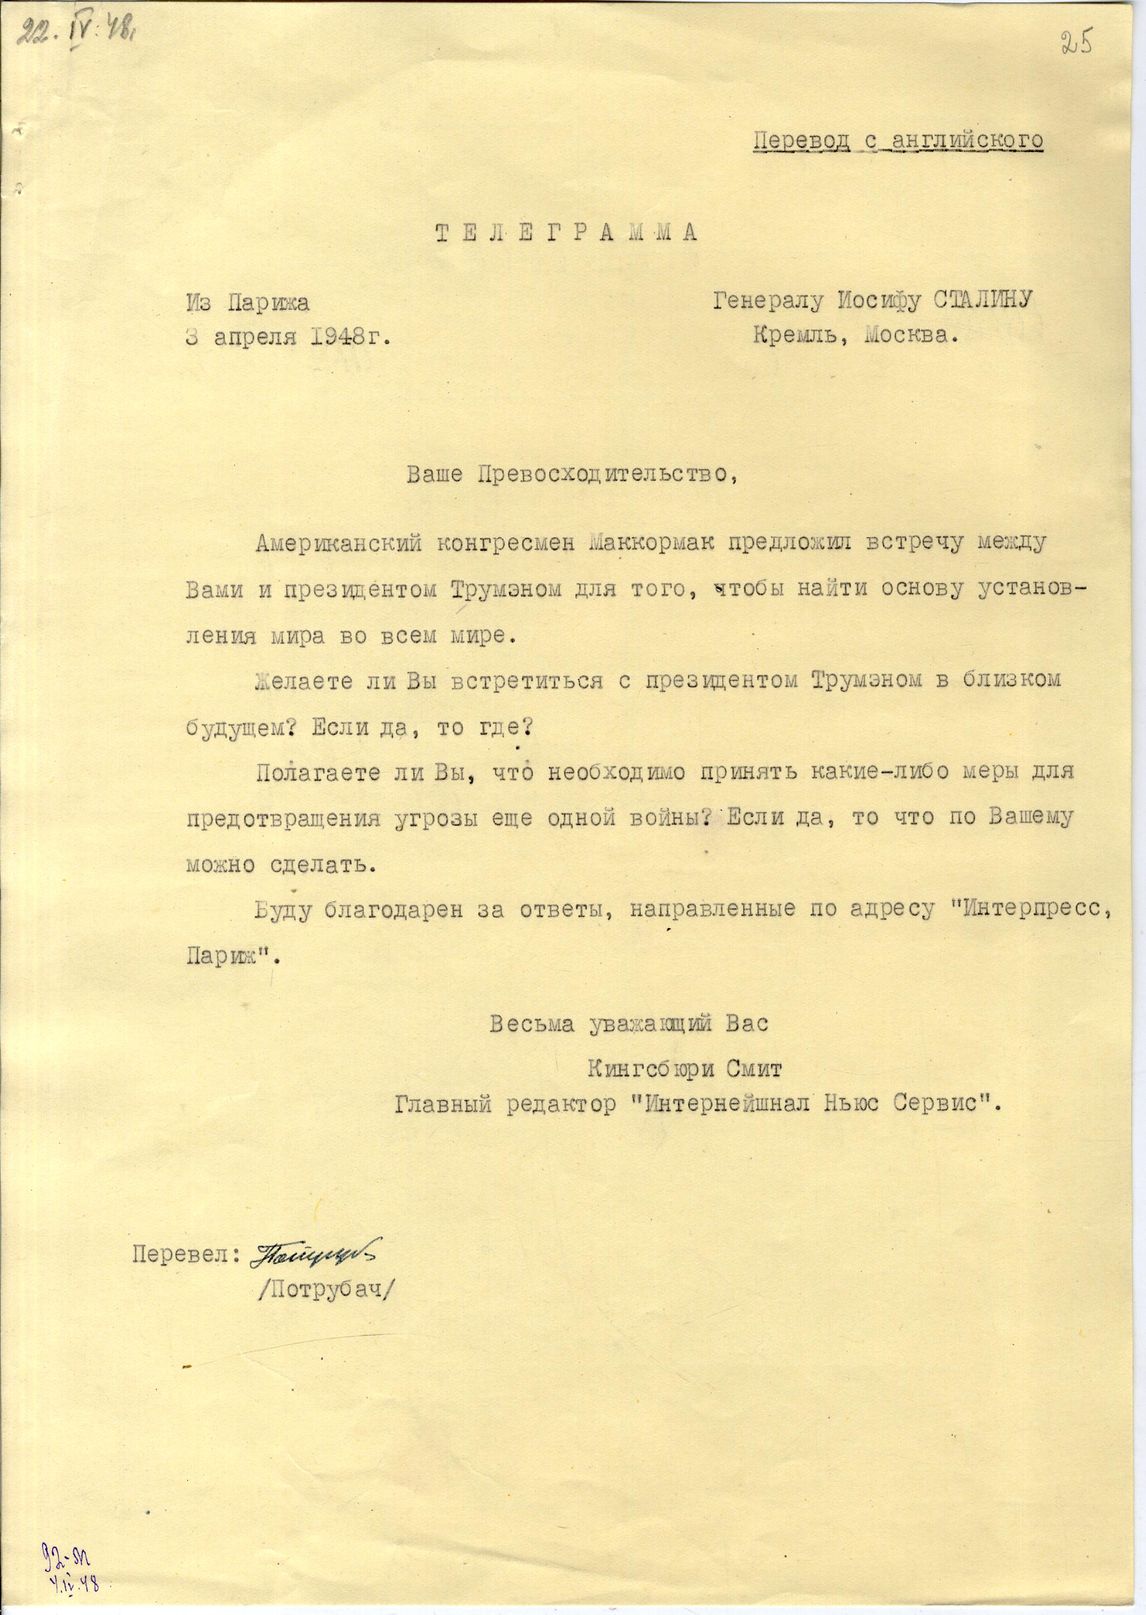 22.IV.48.
25
Перевод с английского
ТЕЛЕГРАММА
Из Парижа
3 апреля 1948г.
Генералу Иосифу СТАЛИНУ
Кремль, Москва.
Ваше Превосходительство,
Американский конгресмен Маккормак предложил встречу между
Вами и президентом Трумэном для того, чтобы найти основу установ-
ления мира во всем мире.
Желаете ли Вы встретиться с президентом Трумэном в близком
будущем? Если да, то где?
Полагаете ли Вы, что необходимо принять какие-либо меры для
предотвращения угрозы еще одной войны? Если да, то что по Вашему
можно сделать.
Буду благодарен за ответы, направленные по адресу "Интерпресс,
Париж".
Весьма уважающий Вас
Кингсбюри Смит
Главный редактор "Интернейшнал Ньюс Сервис".
Перевел:
/Потрубач/
4.IV.48